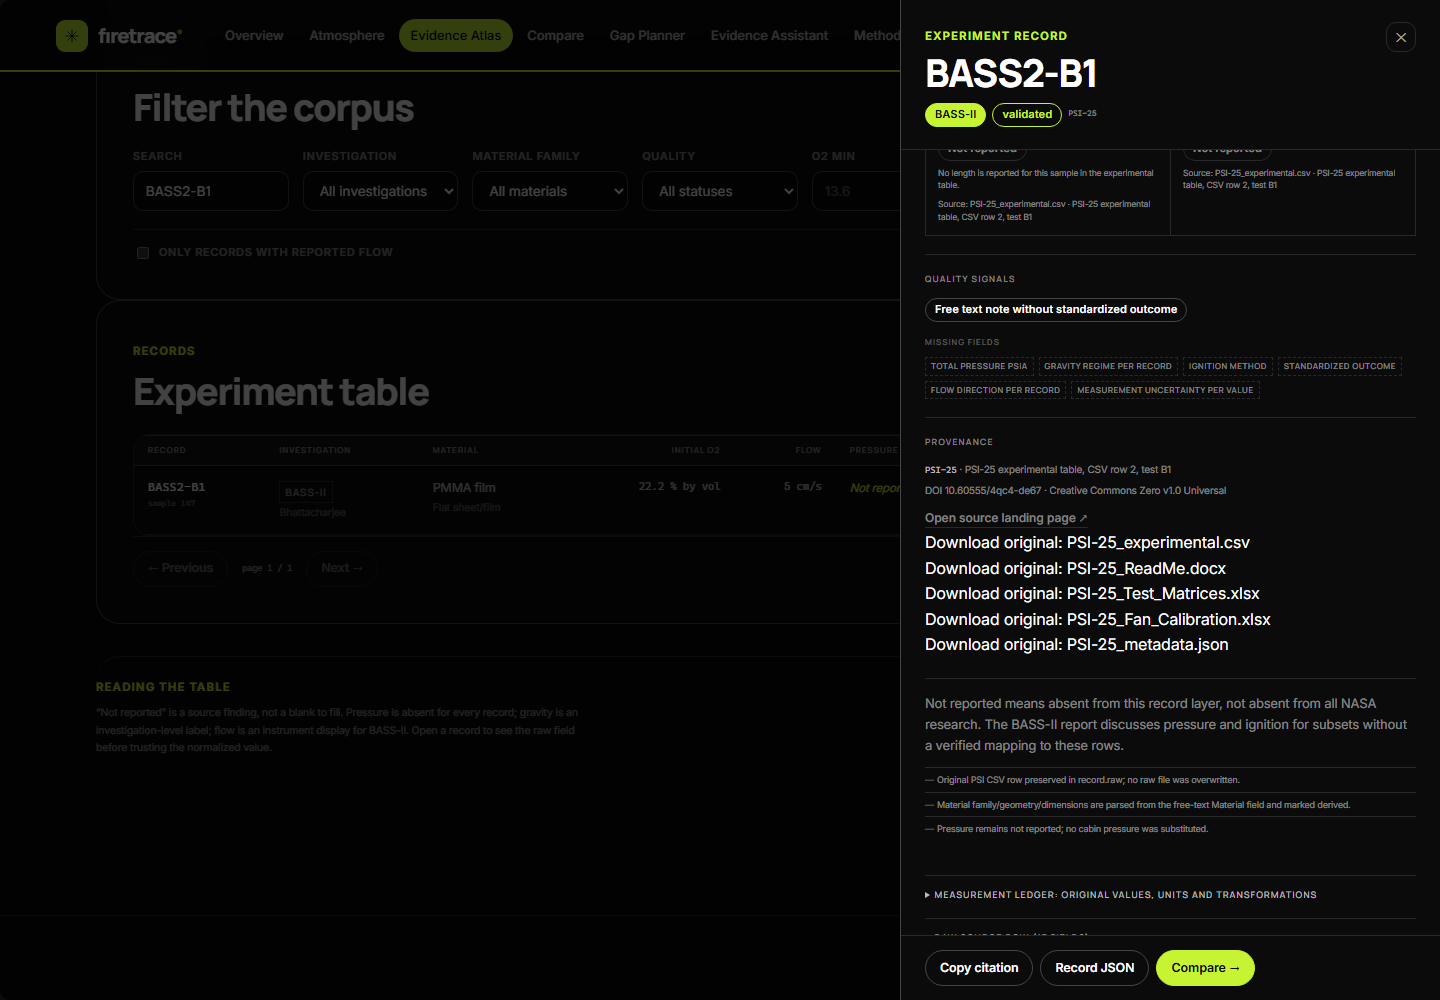 firetrace
Overview
Atmosphere
Evidence Atlas
Compare
Gap Planner
Evidence Assistant
Method
Filter the corpus
SEARCH
INVESTIGATION
MATERIAL FAMILY
QUALITY
O2 MIN
BASS2-B1
All investigations
All materials
All statuses
13.6
ONLY RECORDS WITH REPORTED FLOW
RECORDS
Experiment table
RECORD
INVESTIGATION
MATERIAL
INITIAL O2
FLOW
PRESSURE
BASS2-B1
BASS-II
PMMA film
22.2 % by vol
5 cm/s
Not repor
sample 147
Bhattacharjee
Flat sheet/film
← Previous
page 1 / 1
Next →
READING THE TABLE
"Not reported" is a source finding, not a blank to fill. Pressure is absent for every record; gravity is an
investigation-level label; flow is an instrument display for BASS-II. Open a record to see the raw field
before trusting the normalized value.
EXPERIMENT RECORD
BASS2-B1
BASS-II
validated
PSI-25
Not reported
Not reported
No length is reported for this sample in the experimental
table.
Source: PSI-25_experimental.csv · PSI-25 experimental
table, CSV row 2, test B1
Source: PSI-25_experimental.csv · PSI-25 experimental
table, CSV row 2, test B1
QUALITY SIGNALS
Free text note without standardized outcome
MISSING FIELDS
TOTAL PRESSURE PSIA
GRAVITY REGIME PER RECORD
IGNITION METHOD
STANDARDIZED OUTCOME
FLOW DIRECTION PER RECORD
MEASUREMENT UNCERTAINTY PER VALUE
PROVENANCE
PSI-25 · PSI-25 experimental table, CSV row 2, test B1
DOI 10.60555/4qc4-de67 · Creative Commons Zero v1.0 Universal
Open source landing page ↗
Download original: PSI-25_experimental.csv
Download original: PSI-25_ReadMe.docx
Download original: PSI-25_Test_Matrices.xlsx
Download original: PSI-25_Fan_Calibration.xlsx
Download original: PSI-25_metadata.json
Not reported means absent from this record layer, not absent from all NASA
research. The BASS-II report discusses pressure and ignition for subsets without
a verified mapping to these rows.
— Original PSI CSV row preserved in record.raw; no raw file was overwritten.
— Material family/geometry/dimensions are parsed from the free-text Material field and marked derived.
— Pressure remains not reported; no cabin pressure was substituted.
▸ MEASUREMENT LEDGER: ORIGINAL VALUES, UNITS AND TRANSFORMATIONS
Copy citation
Record JSON
Compare →